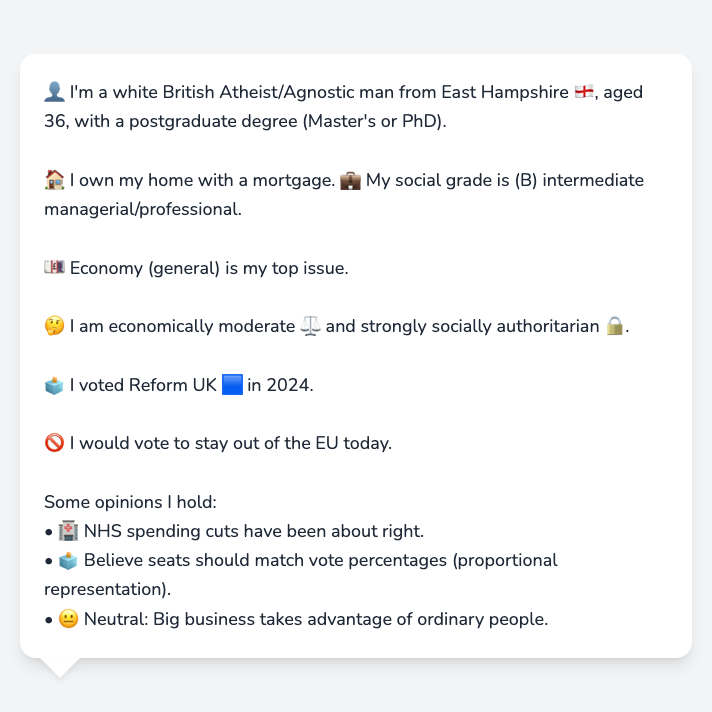 👤 I'm a white British Atheist/Agnostic man from East Hampshire 🏴󠁧󠁢󠁥󠁮󠁧󠁿, aged
36, with a postgraduate degree (Master's or PhD).
🏠 I own my home with a mortgage. 💼 My social grade is (B) intermediate
managerial/professional.
💷 Economy (general) is my top issue.
🤔 I am economically moderate ⚖️ and strongly socially authoritarian 🔒.
🗳️ I voted Reform UK 🟦 in 2024.
🚫 I would vote to stay out of the EU today.
Some opinions I hold:
• 🏥 NHS spending cuts have been about right.
• 🗳️ Believe seats should match vote percentages (proportional
representation).
• 😐 Neutral: Big business takes advantage of ordinary people.